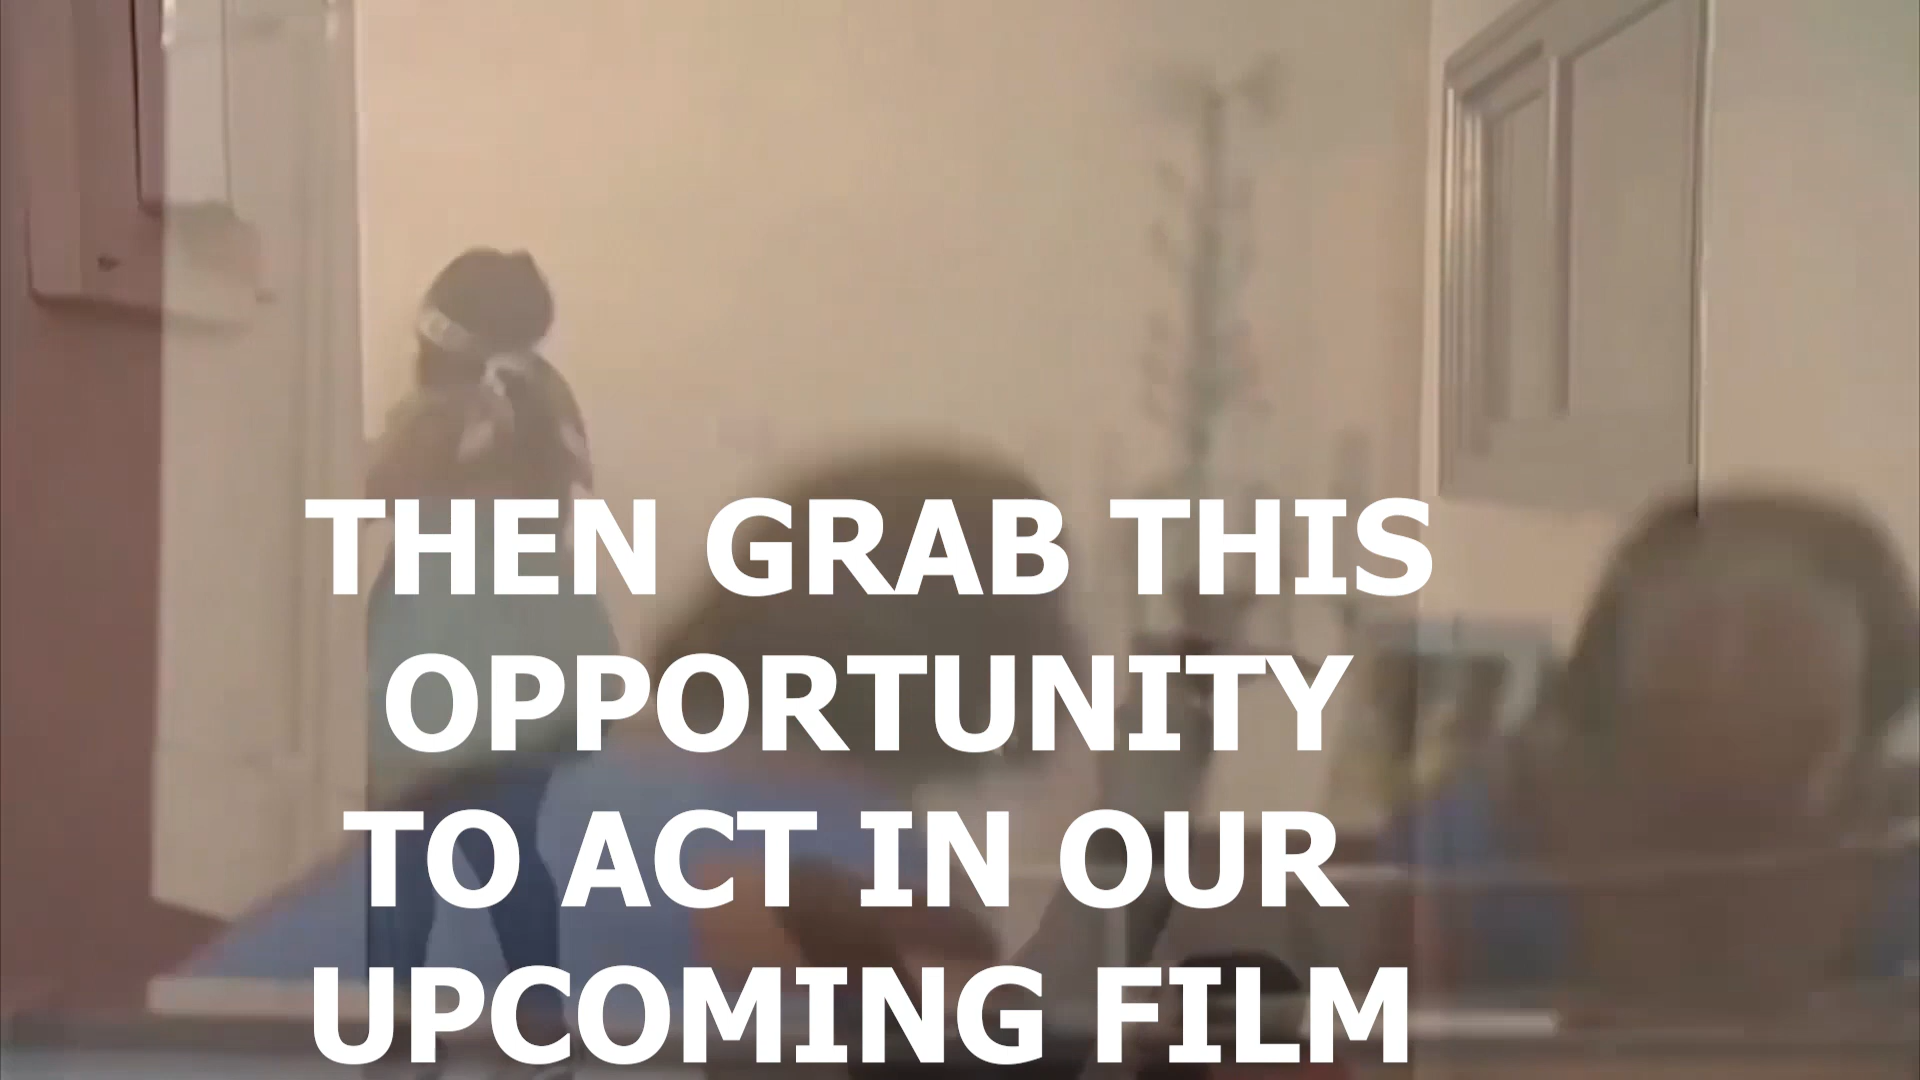 THEN GRAB THIS
OPPORTUNITY
TO ACT IN OUR
UPCOMING FILM